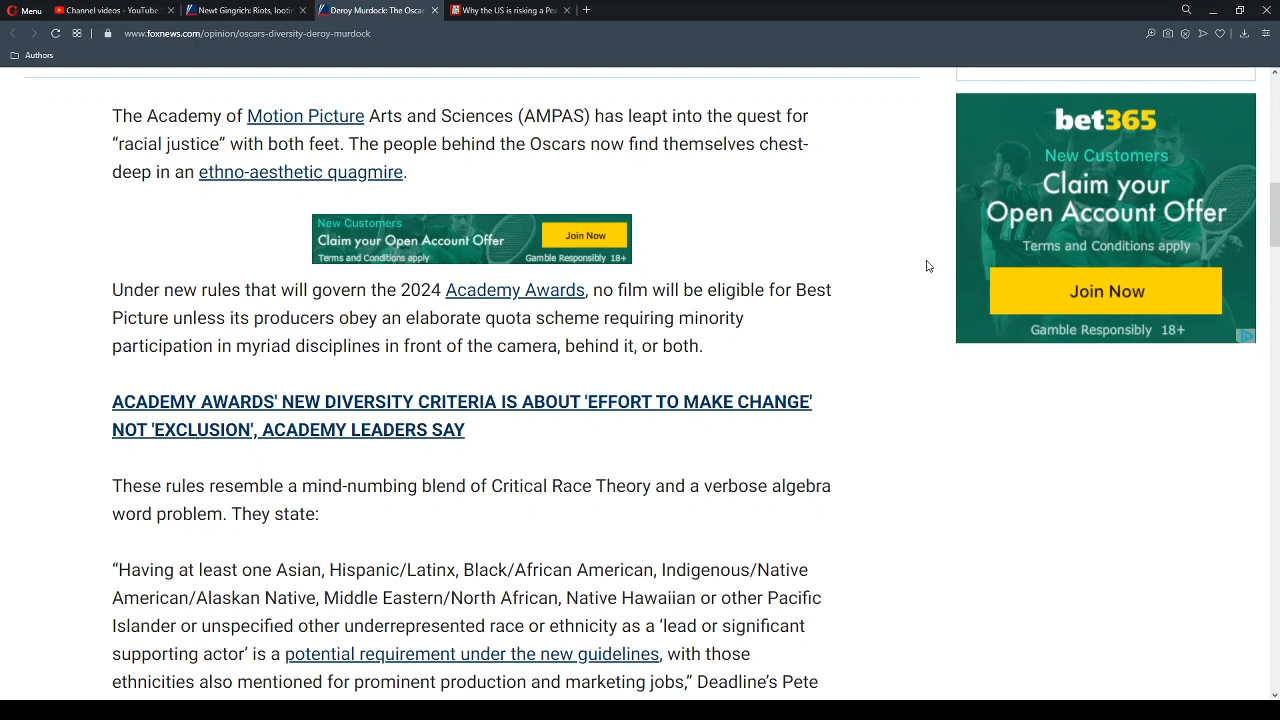 Menu
Channel videos - YouTube
Newt Gingrich: Riots, lootin
Deroy Murdock: The Osca
Why the US is risking a Pea
www.foxnews.com/opinion/oscars-diversity-deroy-murdock
Authors
The Academy of Motion Picture Arts and Sciences (AMPAS) has leapt into the quest for
“racial justice” with both feet. The people behind the Oscars now find themselves chest-
deep in an ethno-aesthetic quagmire.
New Customers
Claim your Open Account Offer
Terms and Conditions apply
Join Now
Gamble Responsibly 18+
Under new rules that will govern the 2024 Academy Awards, no film will be eligible for Best
Picture unless its producers obey an elaborate quota scheme requiring minority
participation in myriad disciplines in front of the camera, behind it, or both.
ACADEMY AWARDS' NEW DIVERSITY CRITERIA IS ABOUT 'EFFORT TO MAKE CHANGE'
NOT 'EXCLUSION', ACADEMY LEADERS SAY
These rules resemble a mind-numbing blend of Critical Race Theory and a verbose algebra
word problem. They state:
“Having at least one Asian, Hispanic/Latinx, Black/African American, Indigenous/Native
American/Alaskan Native, Middle Eastern/North African, Native Hawaiian or other Pacific
Islander or unspecified other underrepresented race or ethnicity as a ‘lead or significant
supporting actor’ is a potential requirement under the new guidelines, with those
ethnicities also mentioned for prominent production and marketing jobs,” Deadline’s Pete
bet365
New Customers
Claim your
Open Account Offer
Terms and Conditions apply
Join Now
Gamble Responsibly 18+